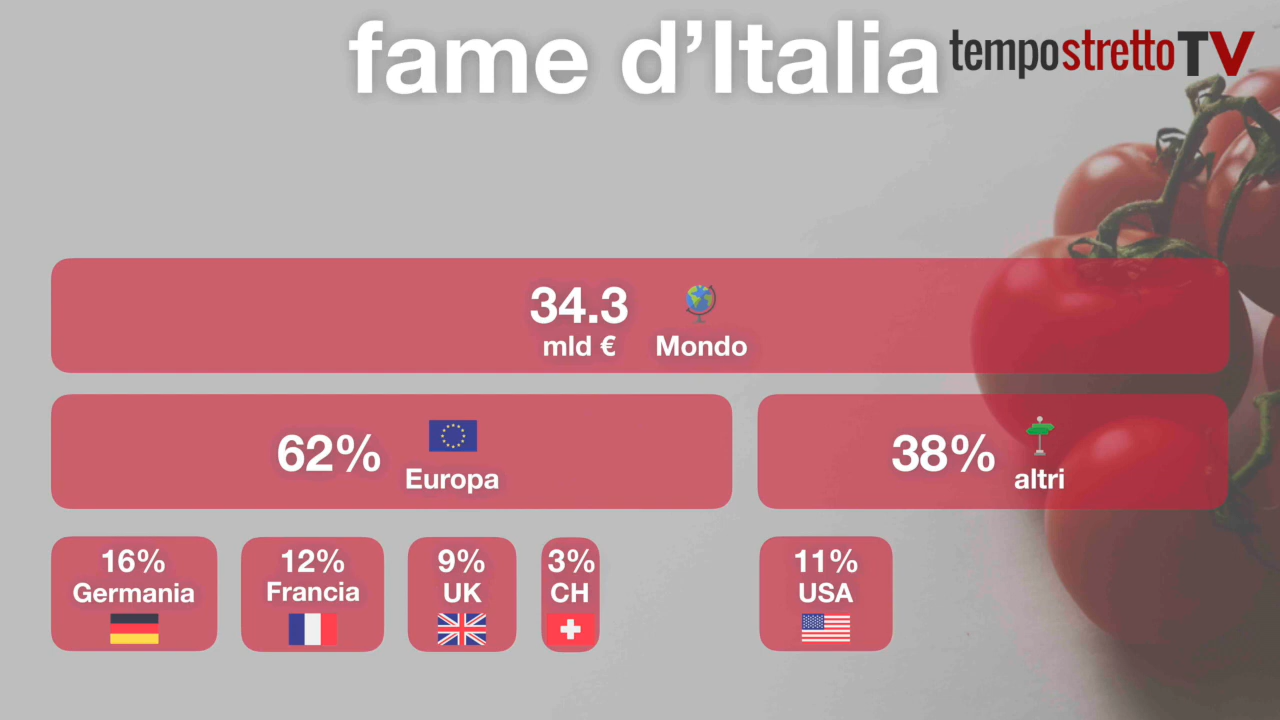 fame d’Italia
tempostrettoTV
34.3
mld €
Mondo
62%
Europa
38%
altri
16%
Germania
12%
Francia
9%
UK
3%
CH
11%
USA